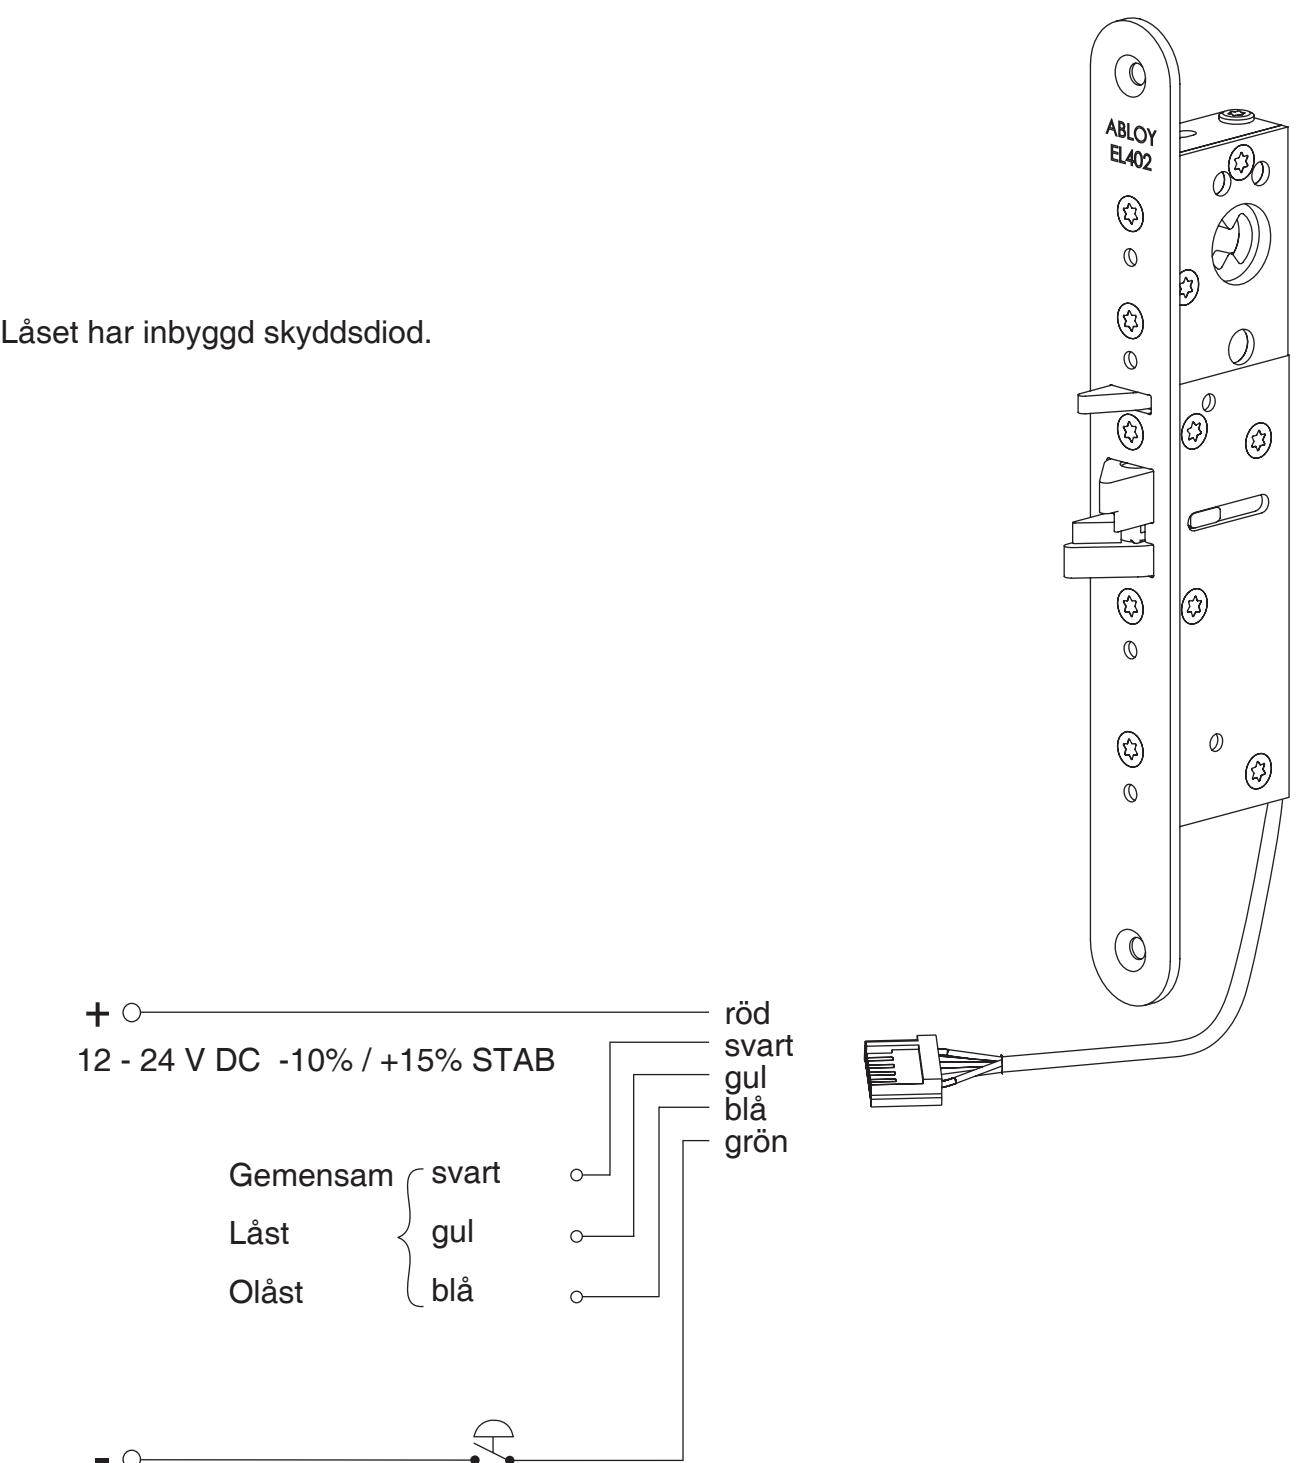 ABLOY
EL402
Låset har inbyggd skyddsdiod.
+ röd
12 - 24 V DC -10% / +15% STAB
svart
gul
blå
grön
Gemensam svart
Låst gul
Olåst blå
-